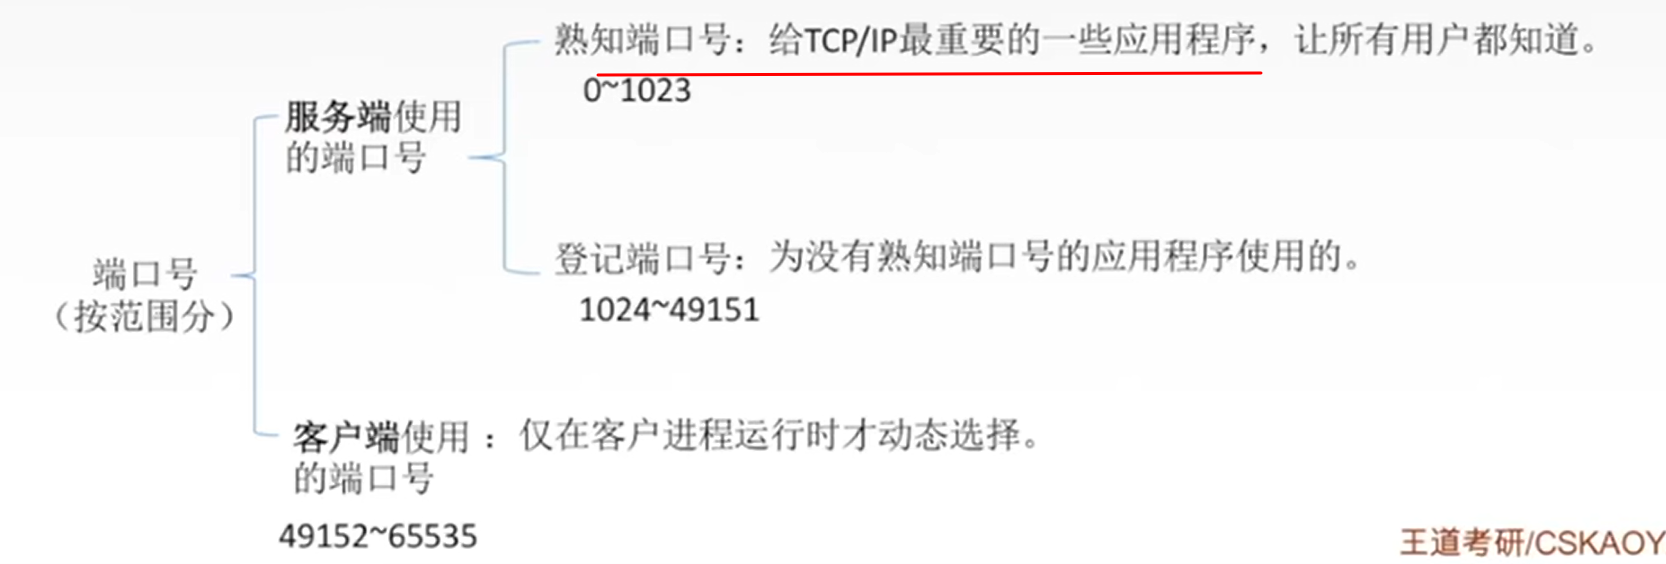 熟知端口号：给TCP/IP最重要的一些应用程序，让所有用户都知道。
0~1023
服务端使用
的端口号
登记端口号：为没有熟知端口号的应用程序使用的。
1024~49151
端口号
（按范围分）
客户端使用：仅在客户进程运行时才动态选择。
的端口号
49152~65535
王道考研/CSKAOY